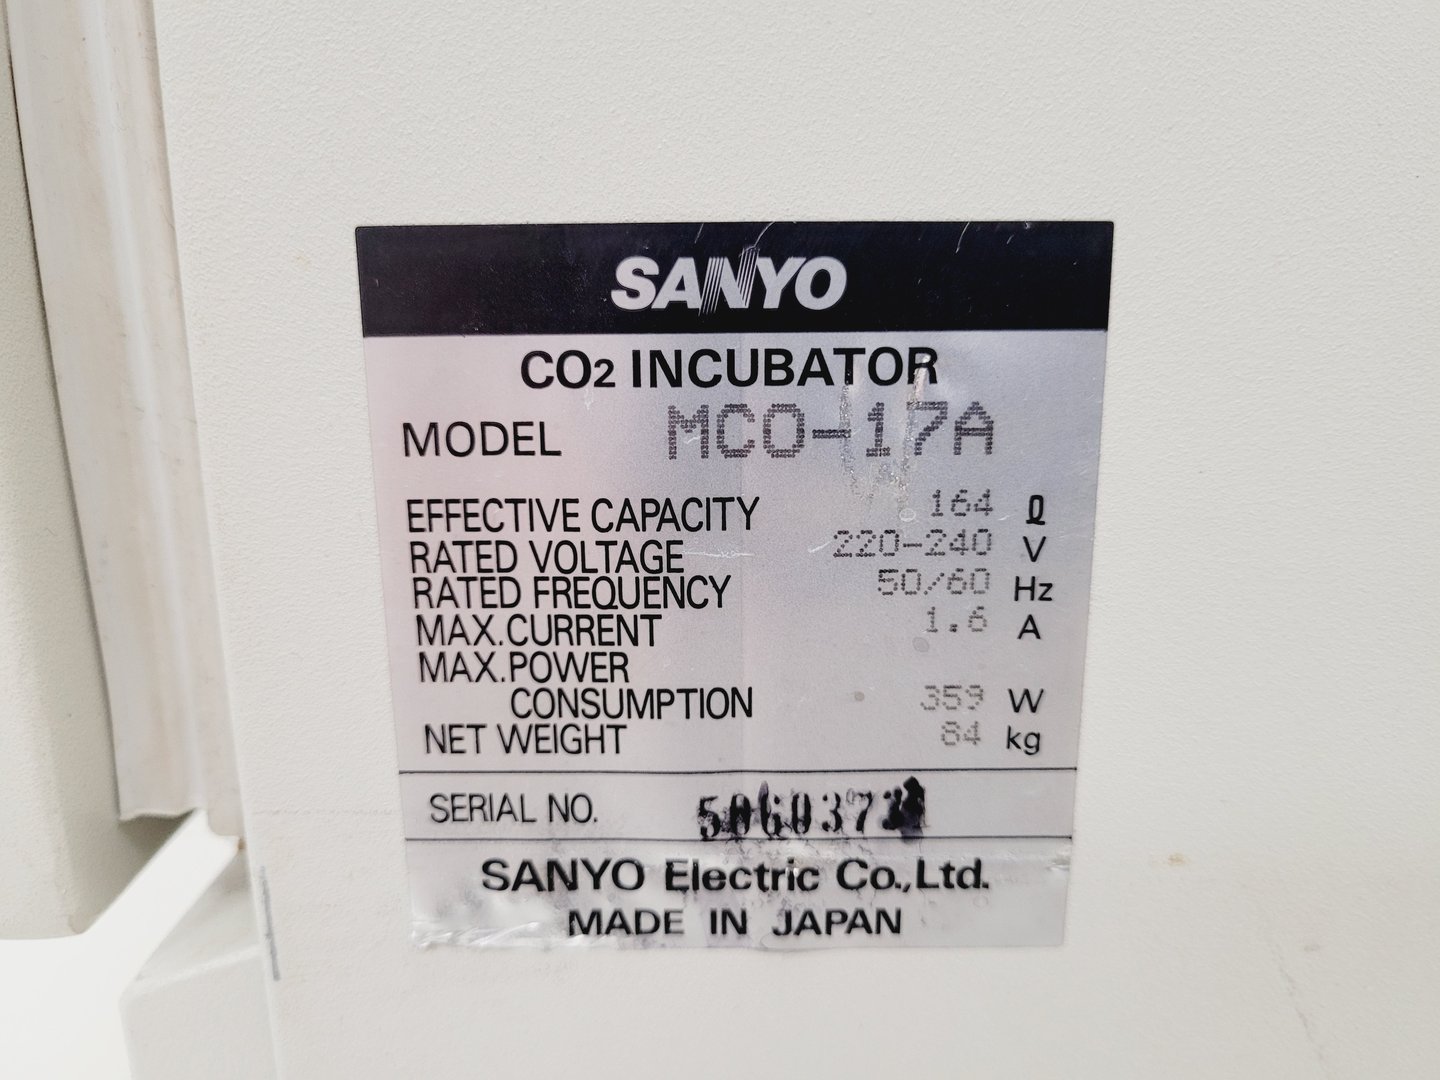 SANYO
CO2 INCUBATOR
MODEL MCO-17A
EFFECTIVE CAPACITY 164 ℓ
RATED VOLTAGE 220-240 V
RATED FREQUENCY 50/60 Hz
MAX.CURRENT 1.6 A
MAX.POWER
CONSUMPTION 359 W
NET WEIGHT 84 kg
SERIAL NO.
SANYO Electric Co.,Ltd.
MADE IN JAPAN